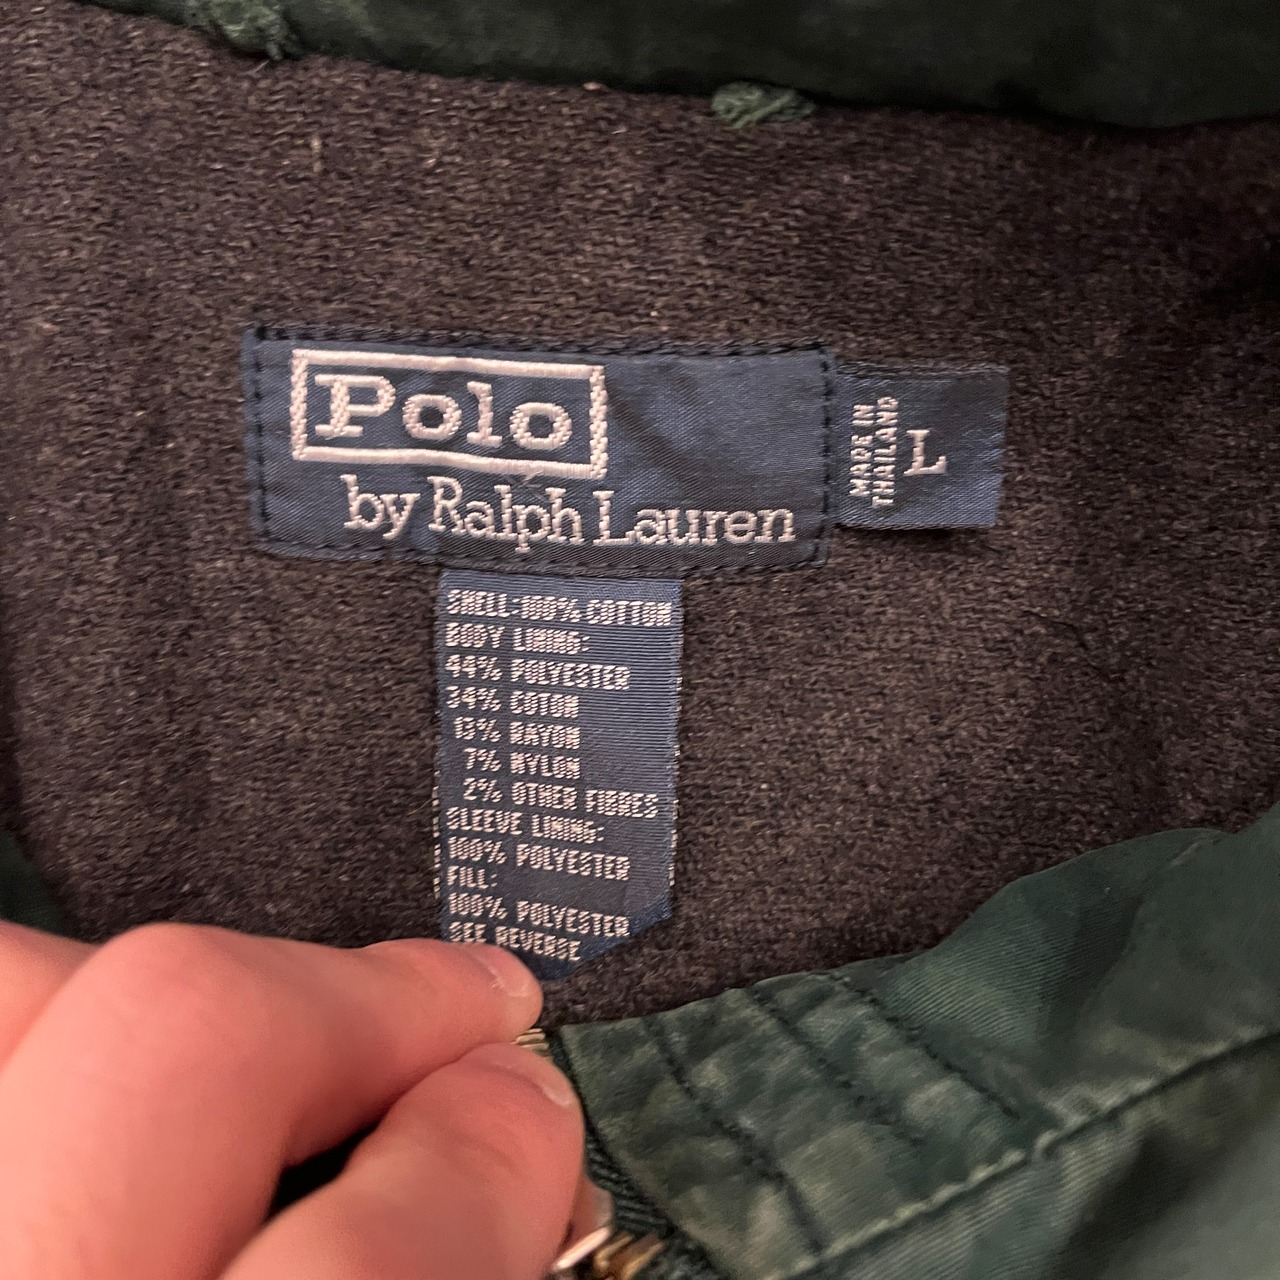 Polo
by Ralph Lauren
MADE IN
THAILAND
L
SHELL:100% COTTON
BODY LINING:
44% POLYESTER
34% COTON
13% RAYON
7% NYLON
2% OTHER FIBRES
SLEEVE LINING:
100% POLYESTER
FILL:
100% POLYESTER
SEE REVERSE